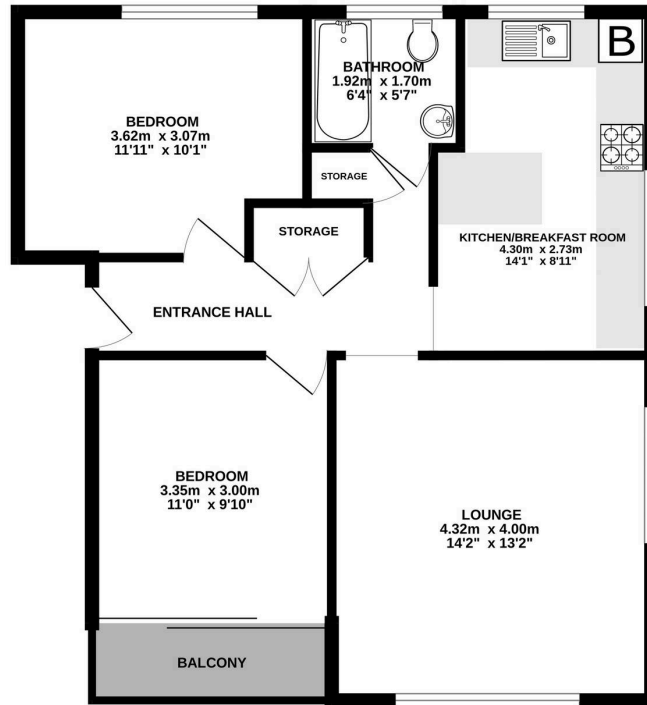 BEDROOM
3.62m x 3.07m
11'11" x 10'1"
BATHROOM
1.92m x 1.70m
6'4" x 5'7"
B
STORAGE
STORAGE
KITCHEN/BREAKFAST ROOM
4.30m x 2.73m
14'1" x 8'11"
ENTRANCE HALL
BEDROOM
3.35m x 3.00m
11'0" x 9'10"
LOUNGE
4.32m x 4.00m
14'2" x 13'2"
BALCONY